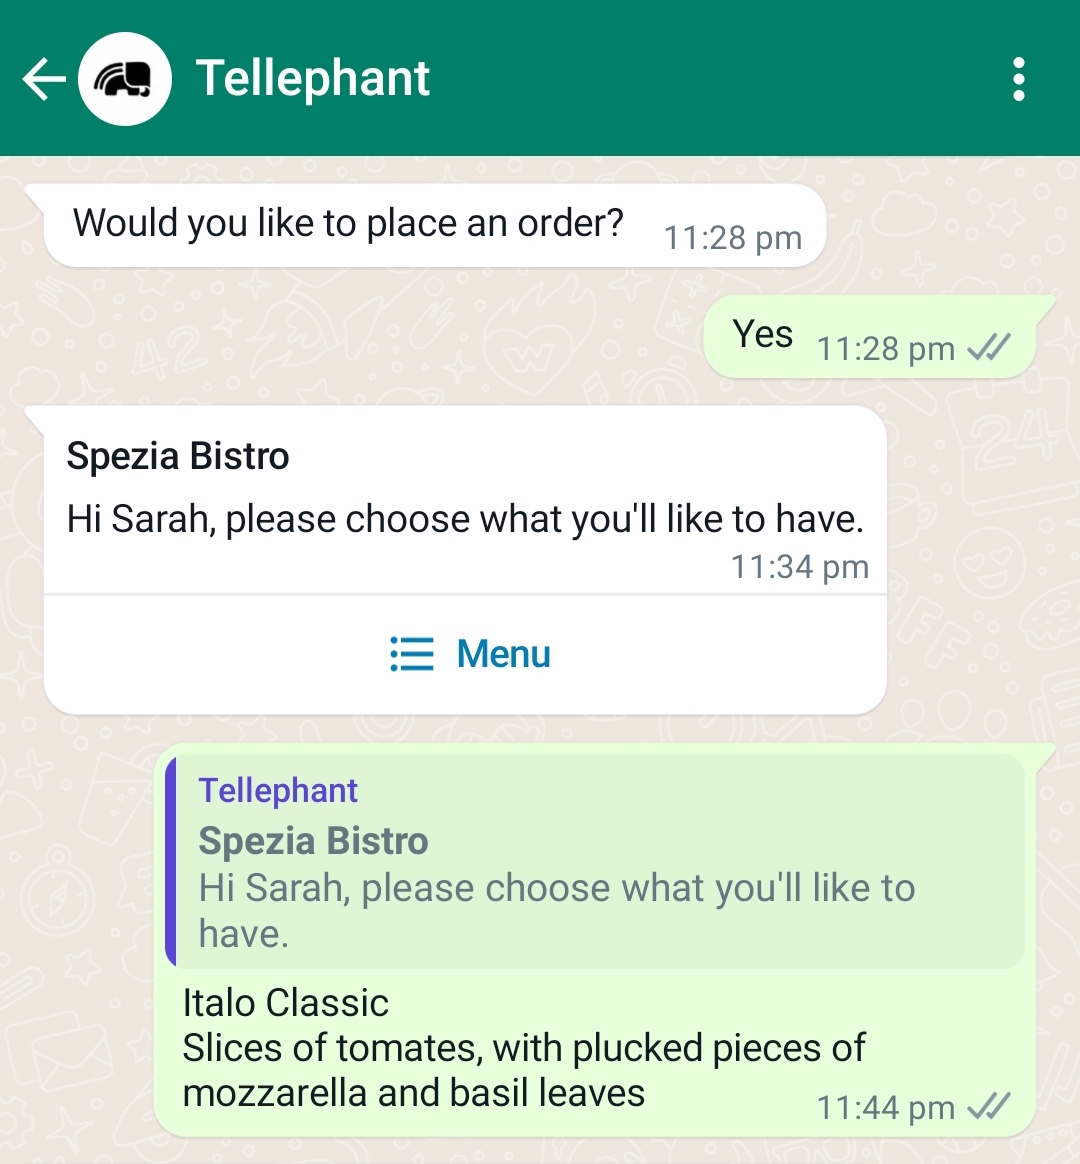 Tellephant
Would you like to place an order?
11:28 pm
Yes
11:28 pm
Spezia Bistro
Hi Sarah, please choose what you'll like to have.
11:34 pm
Menu
Tellephant
Spezia Bistro
Hi Sarah, please choose what you'll like to
have.
Italo Classic
Slices of tomates, with plucked pieces of
mozzarella and basil leaves
11:44 pm